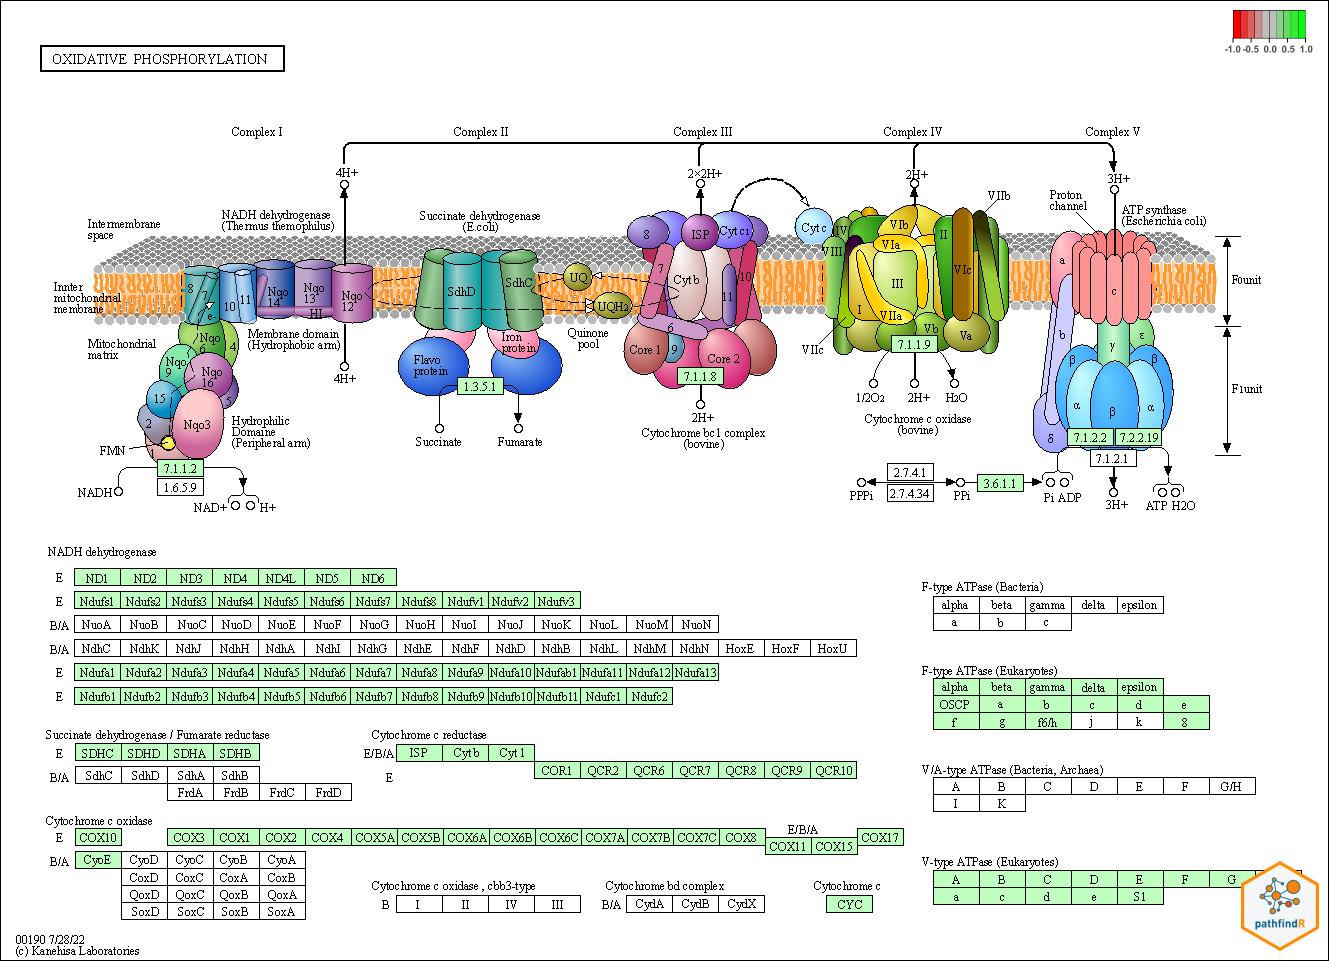 OXIDATIVE PHOSPHORYLATION
-1.0 -0.5 0.0 0.5 1.0
Complex I
Complex II
Complex III
Complex IV
Complex V
4H+
2×2H+
2H+
3H+
Intermembrane
space
Innter
mitochondrial
membrane
Mitochondrial
matrix
NADH dehydrogenase
(Thermus themophilus)
8
7
e-
10
11
Nqo
14
Nqo
13
HI
Nqo
12
Nqo
6
4
Nqo
9
Nqo
16
15
5
2
Nqo3
1
FMN
Membrane domain
(Hydrophobic arm)
Hydrophilic
Domaine
(Peripheral arm)
4H+
NADH
7.1.1.2
1.6.5.9
NAD+
H+
Succinate dehydrogenase
(E.coli)
SdhD
SdhC
Flavo
protein
Iron
protein
1.3.5.1
Succinate
Fumarate
UQ
UQH2
Quinone
pool
8
ISP
Cytc1
7
Cytb
10
11
6
9
Core 1
Core 2
7.1.1.8
2H+
Cytochrome bc1 complex
(bovine)
Cytc
IV
VIb
VIII
VIa
II
VIIb
III
VIc
I
VIIa
Vb
Va
VIIc
7.1.1.9
1/2O2
2H+
H2O
Cytochrome c oxidase
(bovine)
Proton
channel
ATP synthase
(Escherichia coli)
a
c
b
γ
ε
β
β
α
β
α
δ
F0unit
F1unit
7.1.2.2
7.2.2.19
7.1.2.1
Pi ADP
3H+
ATP H2O
PPPi
2.7.4.1
2.7.4.34
PPi
3.6.1.1
NADH dehydrogenase
E ND1 ND2 ND3 ND4 ND4L ND5 ND6
E Ndufs1 Ndufs2 Ndufs3 Ndufs4 Ndufs5 Ndufs6 Ndufs7 Ndufs8 Ndufv1 Ndufv2 Ndufv3
B/A NuoA NuoB NuoC NuoD NuoE NuoF NuoG NuoH NuoI NuoJ NuoK NuoL NuoM NuoN
B/A NdhC NdhK NdhJ NdhH NdhA NdhI NdhG NdhE NdhF NdhD NdhB NdhL NdhM NdhN HoxE HoxF HoxU
E Ndufa1 Ndufa2 Ndufa3 Ndufa4 Ndufa5 Ndufa6 Ndufa7 Ndufa8 Ndufa9 Ndufa10 Ndufab1 Ndufa11 Ndufa12 Ndufa13
E Ndufb1 Ndufb2 Ndufb3 Ndufb4 Ndufb5 Ndufb6 Ndufb7 Ndufb8 Ndufb9 Ndufb10 Ndufb11 Ndufc1 Ndufc2
Succinate dehydrogenase / Fumarate reductase
E SDHC SDHD SDHA SDHB
B/A SdhC SdhD SdhA SdhB
FrdA FrdB FrdC FrdD
Cytochrome c reductase
E/B/A ISP Cytb Cyt1
E COR1 QCR2 QCR6 QCR7 QCR8 QCR9 QCR10
Cytochrome c oxidase
E COX10 COX3 COX1 COX2 COX4 COX5A COX5B COX6A COX6B COX6C COX7A COX7B COX7C COX8
E/B/A
COX11 COX15
COX17
B/A CyoE CyoD CyoC CyoB CyoA
CoxD CoxC CoxA CoxB
QoxD QoxC QoxB QoxA
SoxD SoxC SoxB SoxA
Cytochrome c oxidase , cbb3-type
B I II IV III
Cytochrome bd complex
B/A CydA CydB CydX
Cytochrome c
CYC
F-type ATPase (Bacteria)
alpha beta gamma delta epsilon
a b c
F-type ATPase (Eukaryotes)
alpha beta gamma delta epsilon
OSCP a b c d e
f g f6/h j k 8
V/A-type ATPase (Bacteria, Archaea)
A B C D E F G/H
I K
V-type ATPase (Eukaryotes)
A B C D E F G
a c d e S1
pathfindR
00190 7/28/22
(c) Kanehisa Laboratories